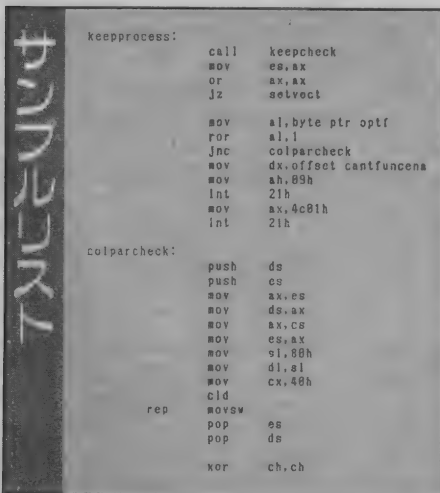 サンプルリスト
keepprocess:
call keepcheck
mov es,ax
or ax,ax
jz setvect
mov al,byte ptr optf
ror al,1
jnc colparcheck
mov dx,offset cantfuncena
mov ah,09h
int 21h
mov ax,4c01h
int 21h
colparcheck:
push ds
push cs
mov ax,es
mov ds,ax
mov ax,cs
mov es,ax
mov si,80h
mov di,si
mov cx,40h
cld
rep movsw
pop es
pop ds
xor ch,ch